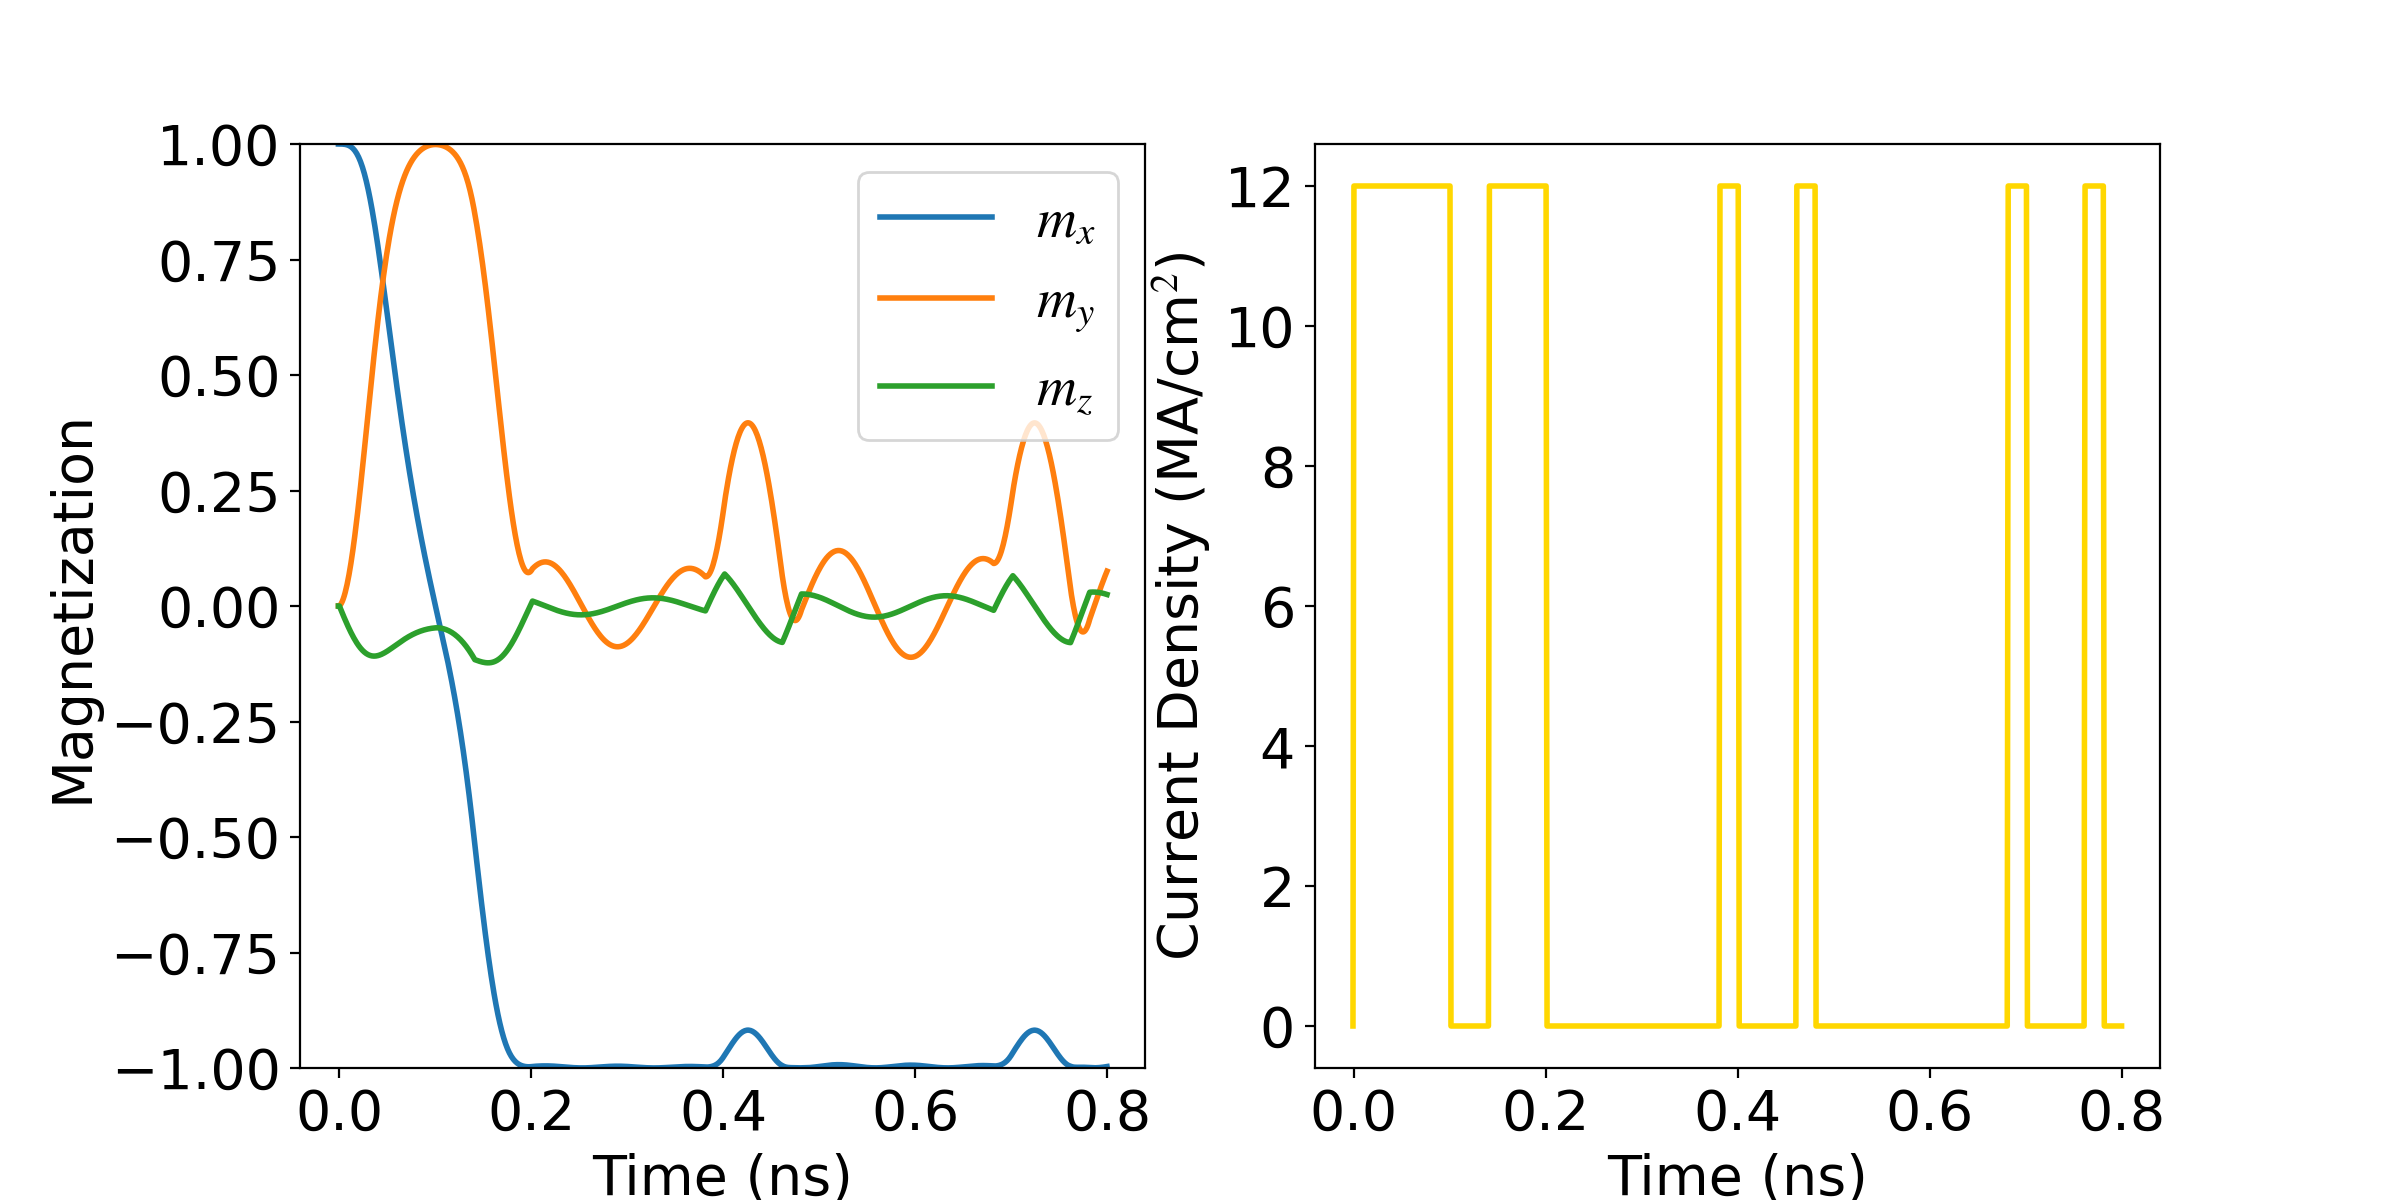 1.00
0.75
0.50
0.25
0.00
−0.25
−0.50
−0.75
−1.00
Magnetization
0.0 0.2 0.4 0.6 0.8
Time (ns)
m_x
m_y
m_z
12
10
8
6
4
2
0
Current Density (MA/cm²)
0.0 0.2 0.4 0.6 0.8
Time (ns)